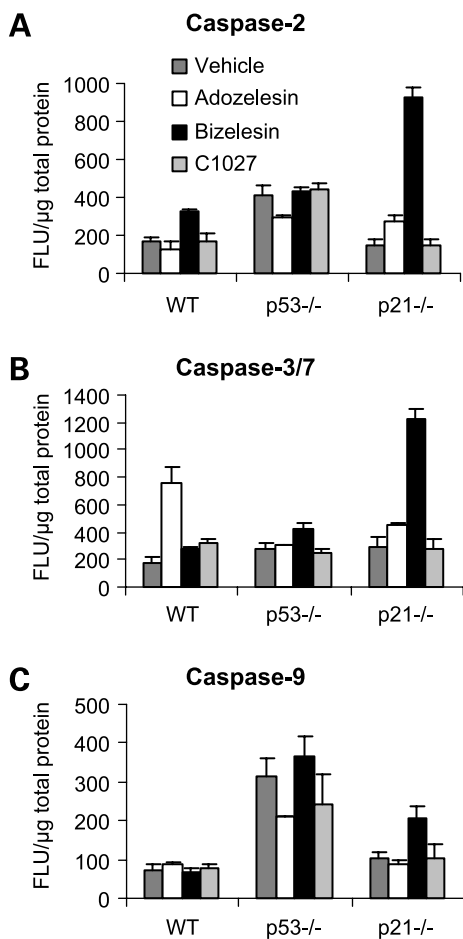 A
Caspase-2
Vehicle
Adozelesin
Bizelesin
C1027
FLU/µg total protein
1000
800
600
400
200
0
WT p53-/- p21-/-
B
Caspase-3/7
FLU/µg total protein
1400
1200
1000
800
600
400
200
0
WT p53-/- p21-/-
C
Caspase-9
FLU/µg total protein
500
400
300
200
100
0
WT p53-/- p21-/-